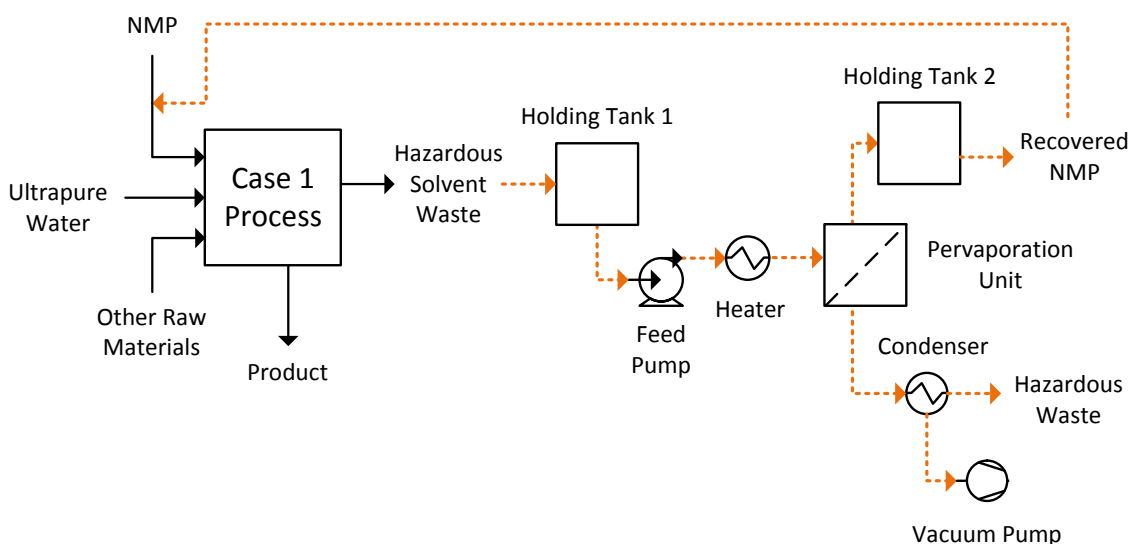 NMP
Ultrapure
Water
Other Raw
Materials
Case 1
Process
Product
Hazardous
Solvent
Waste
Holding Tank 1
Feed
Pump
Heater
Holding Tank 2
Recovered
NMP
Pervaporation
Unit
Condenser
Hazardous
Waste
Vacuum Pump